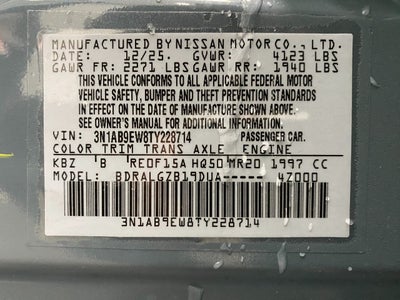 MANUFACTURED BY NISSAN MOTOR CO., LTD.
DATE: 12/25. GVWR: 4123 LBS
GAWR FR: 2271 LBS GAWR RR: 1940 LBS
THIS VEHICLE CONFORMS TO ALL APPLICABLE FEDERAL MOTOR
VEHICLE SAFETY, BUMPER AND THEFT PREVENTION STANDARDS
IN EFFECT ON THE DATE OF MANUFACTURE SHOWN ABOVE.
SEE OWNER'S MANUAL FOR FURTHER INFORMATION.
VIN: 3N1AB9EW8TY228714 PASSENGER CAR.
COLOR TRIM TRANS AXLE ENGINE
KBZ B RE0F15A HQ50 MR20 1997 CC
MODEL: BDRALGZB19DUA----- 4Z000
3N1AB9EW8TY228714